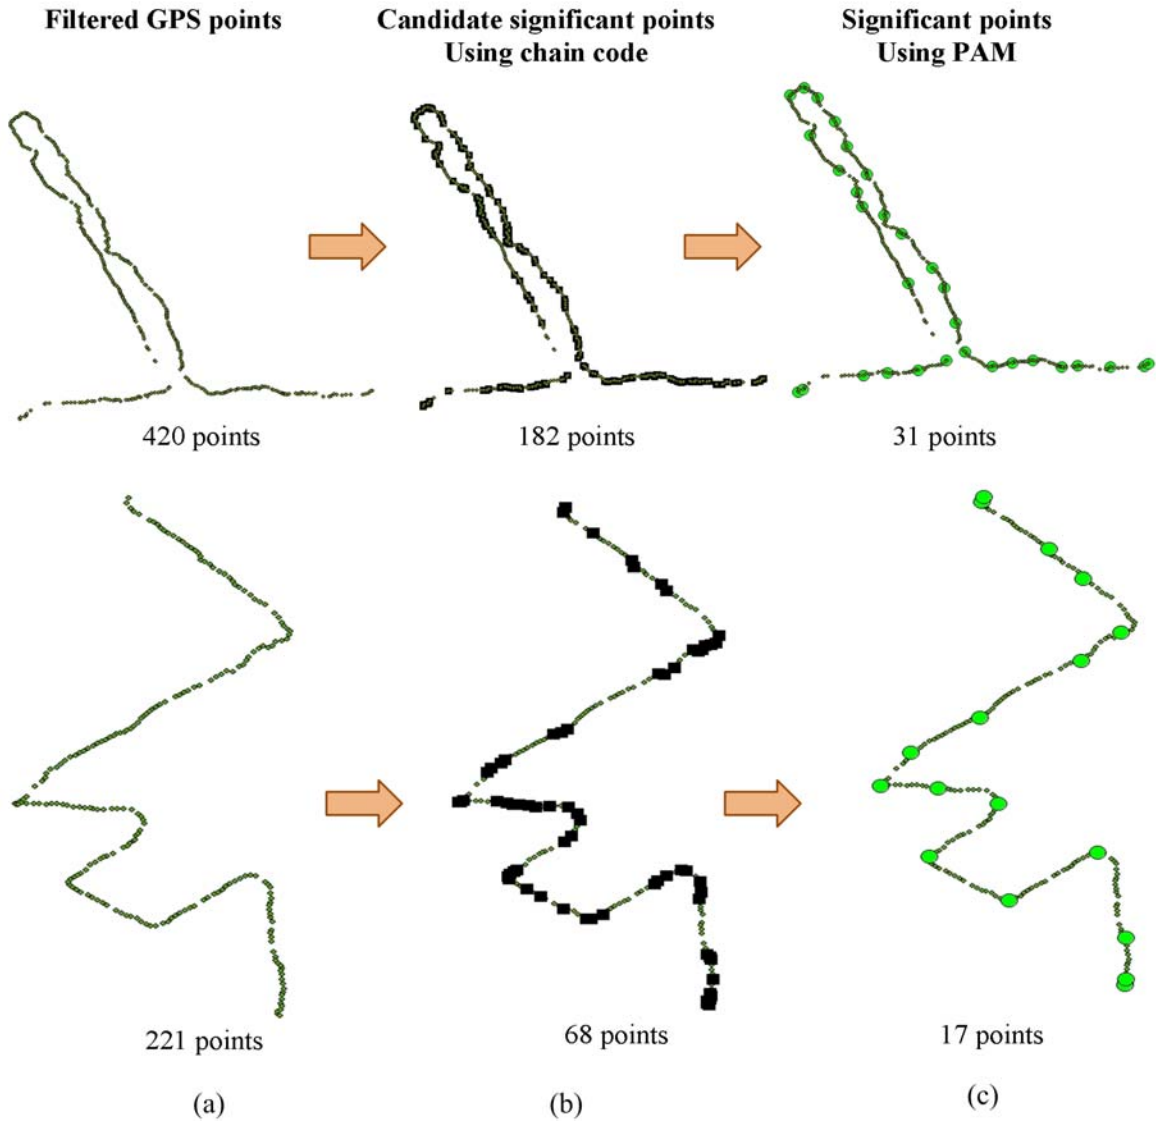 Filtered GPS points
Candidate significant points
Using chain code
Significant points
Using PAM
420 points
182 points
31 points
221 points
68 points
17 points
(a)
(b)
(c)